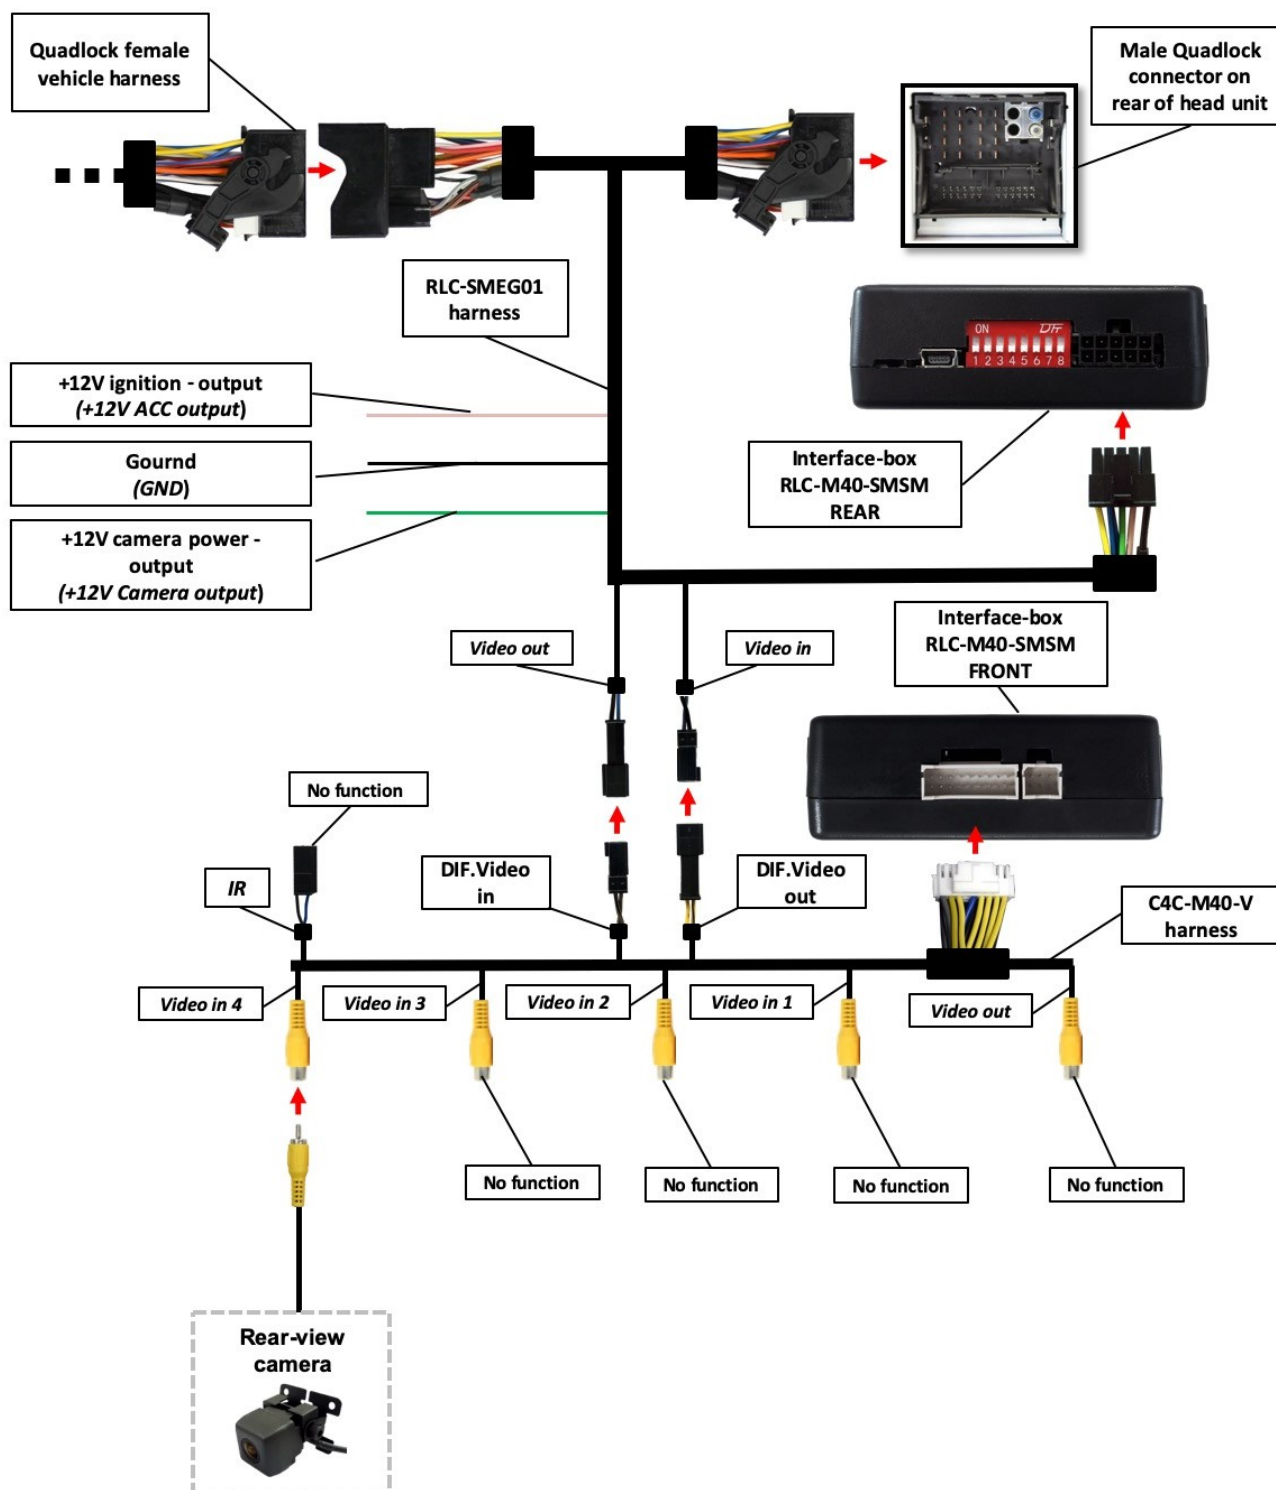 Quadlock female
vehicle harness
Male Quadlock
connector on
rear of head unit
RLC-SMEG01
harness
ON
DTF
1 2 3 4 5 6 7 8
+12V ignition - output
(+12V ACC output)
Gournd
(GND)
+12V camera power -
output
(+12V Camera output)
Interface-box
RLC-M40-SMSM
REAR
Interface-box
RLC-M40-SMSM
FRONT
Video out
Video in
No function
IR
DIF.Video
in
DIF.Video
out
C4C-M40-V
harness
Video in 4
Video in 3
Video in 2
Video in 1
Video out
No function
No function
No function
No function
Rear-view
camera